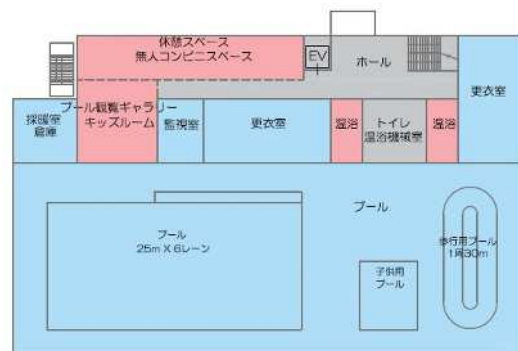 休憩スペース
無人コンビニスペース
EV
ホール
更衣室
プール観覧ギャラリー
キッズルーム
採暖室
倉庫
監視室
更衣室
温浴
トイレ
温浴機械室
温浴
プール
プール
25m X 6レーン
歩行用プール
1周30m
子供用
プール